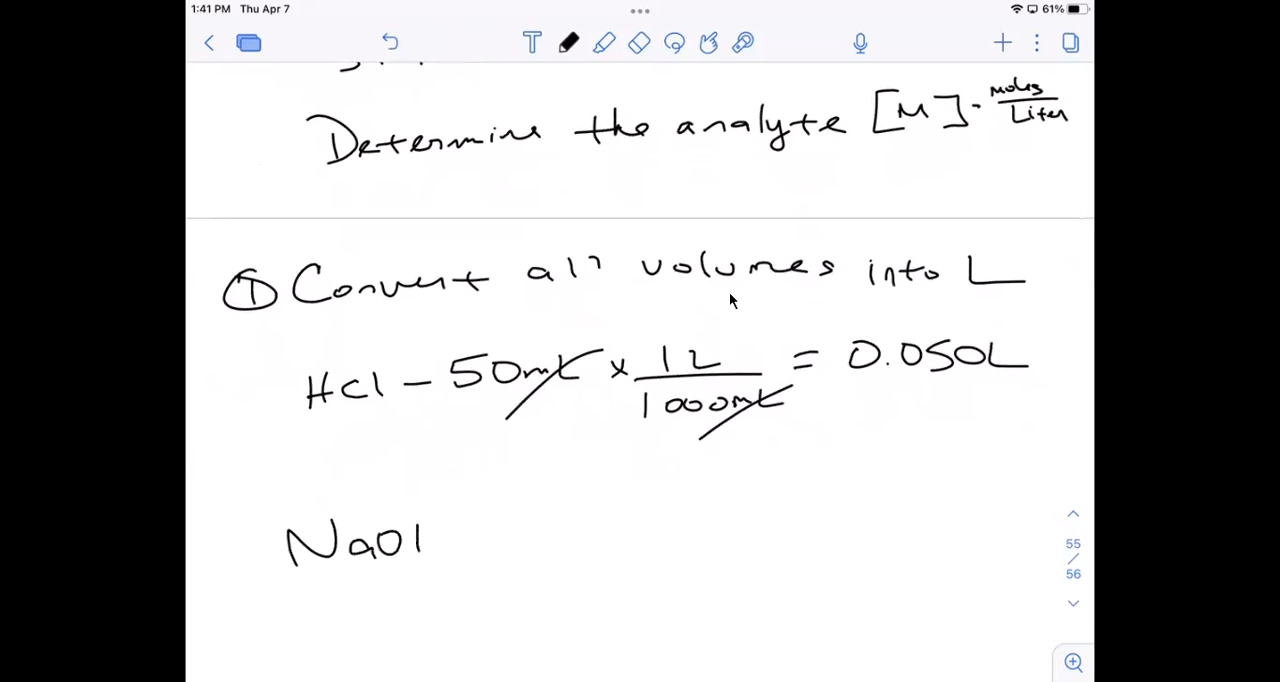 1:41 PM Thu Apr 7
61%
Determine the analyte [M] - moles
Liter
① Convert all volumes into L
HCl - 50mL x 1L = 0.050L
1000mL
NaOl
55
56